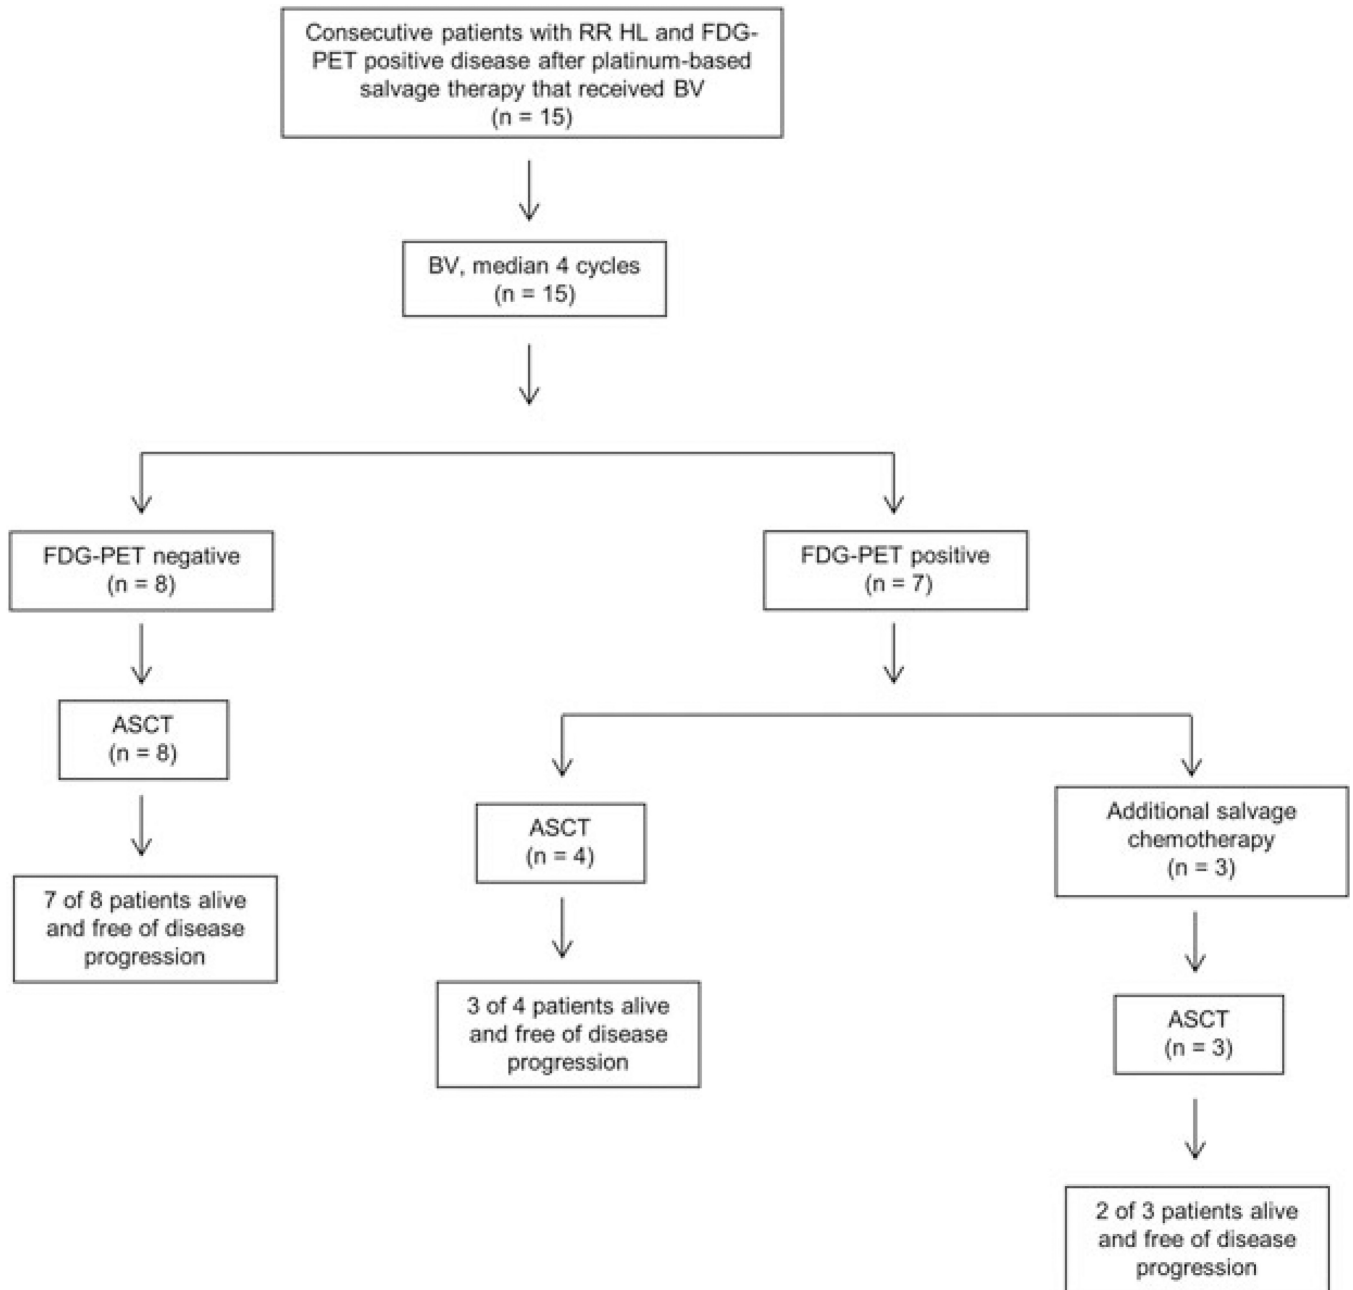 Consecutive patients with RR HL and FDG-
PET positive disease after platinum-based
salvage therapy that received BV
(n = 15)
BV, median 4 cycles
(n = 15)
FDG-PET negative
(n = 8)
FDG-PET positive
(n = 7)
ASCT
(n = 8)
7 of 8 patients alive
and free of disease
progression
ASCT
(n = 4)
3 of 4 patients alive
and free of disease
progression
Additional salvage
chemotherapy
(n = 3)
ASCT
(n = 3)
2 of 3 patients alive
and free of disease
progression